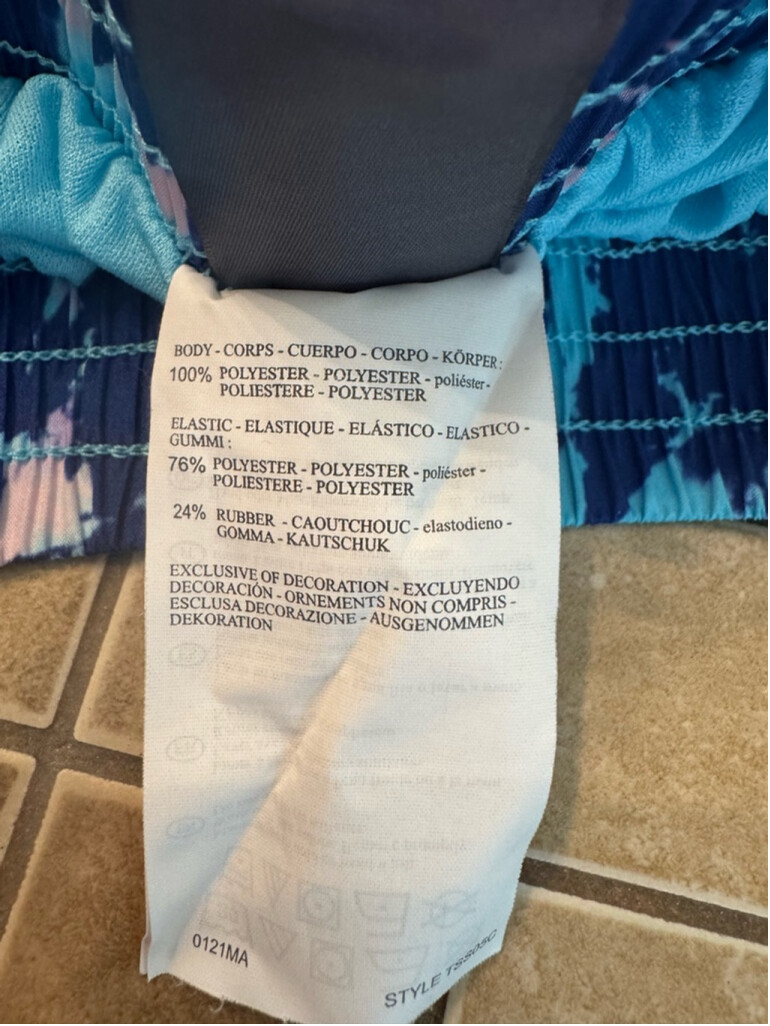 BODY - CORPS - CUERPO - CORPO - KÖRPER :
100% POLYESTER - POLYESTER - poliéster -
POLIESTERE - POLYESTER
ELASTIC - ELASTIQUE - ELÁSTICO - ELASTICO -
GUMMI :
76% POLYESTER - POLYESTER - poliéster -
POLIESTERE - POLYESTER
24% RUBBER - CAOUTCHOUC - elastodieno -
GOMMA - KAUTSCHUK
EXCLUSIVE OF DECORATION - EXCLUYENDO
DECORACIÓN - ORNEMENTS NON COMPRIS -
ESCLUSA DECORAZIONE - AUSGENOMMEN
DEKORATION
0121MA
STYLE